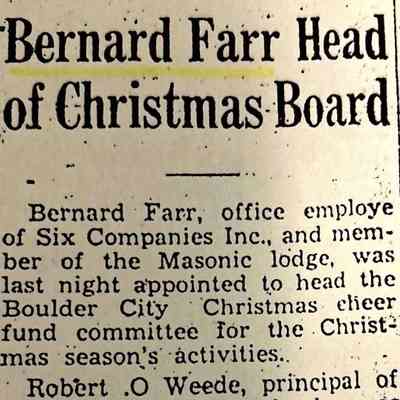 Bernard Farr Head
of Christmas Board
Bernard Farr, office employe
of Six Companies Inc., and mem-
ber of the Masonic lodge, was
last night appointed to head the
Boulder City Christmas cheer
fund committee for the Christ-
mas season's activities.
Robert O Weede, principal of